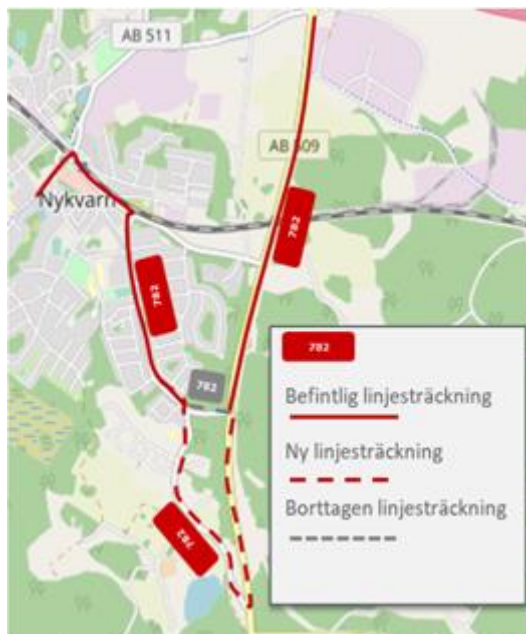 AB 511
AB 509
Nykvarn
782
782
782
782
782
Befintlig linjesträckning
Ny linjesträckning
Borttagen linjesträckning